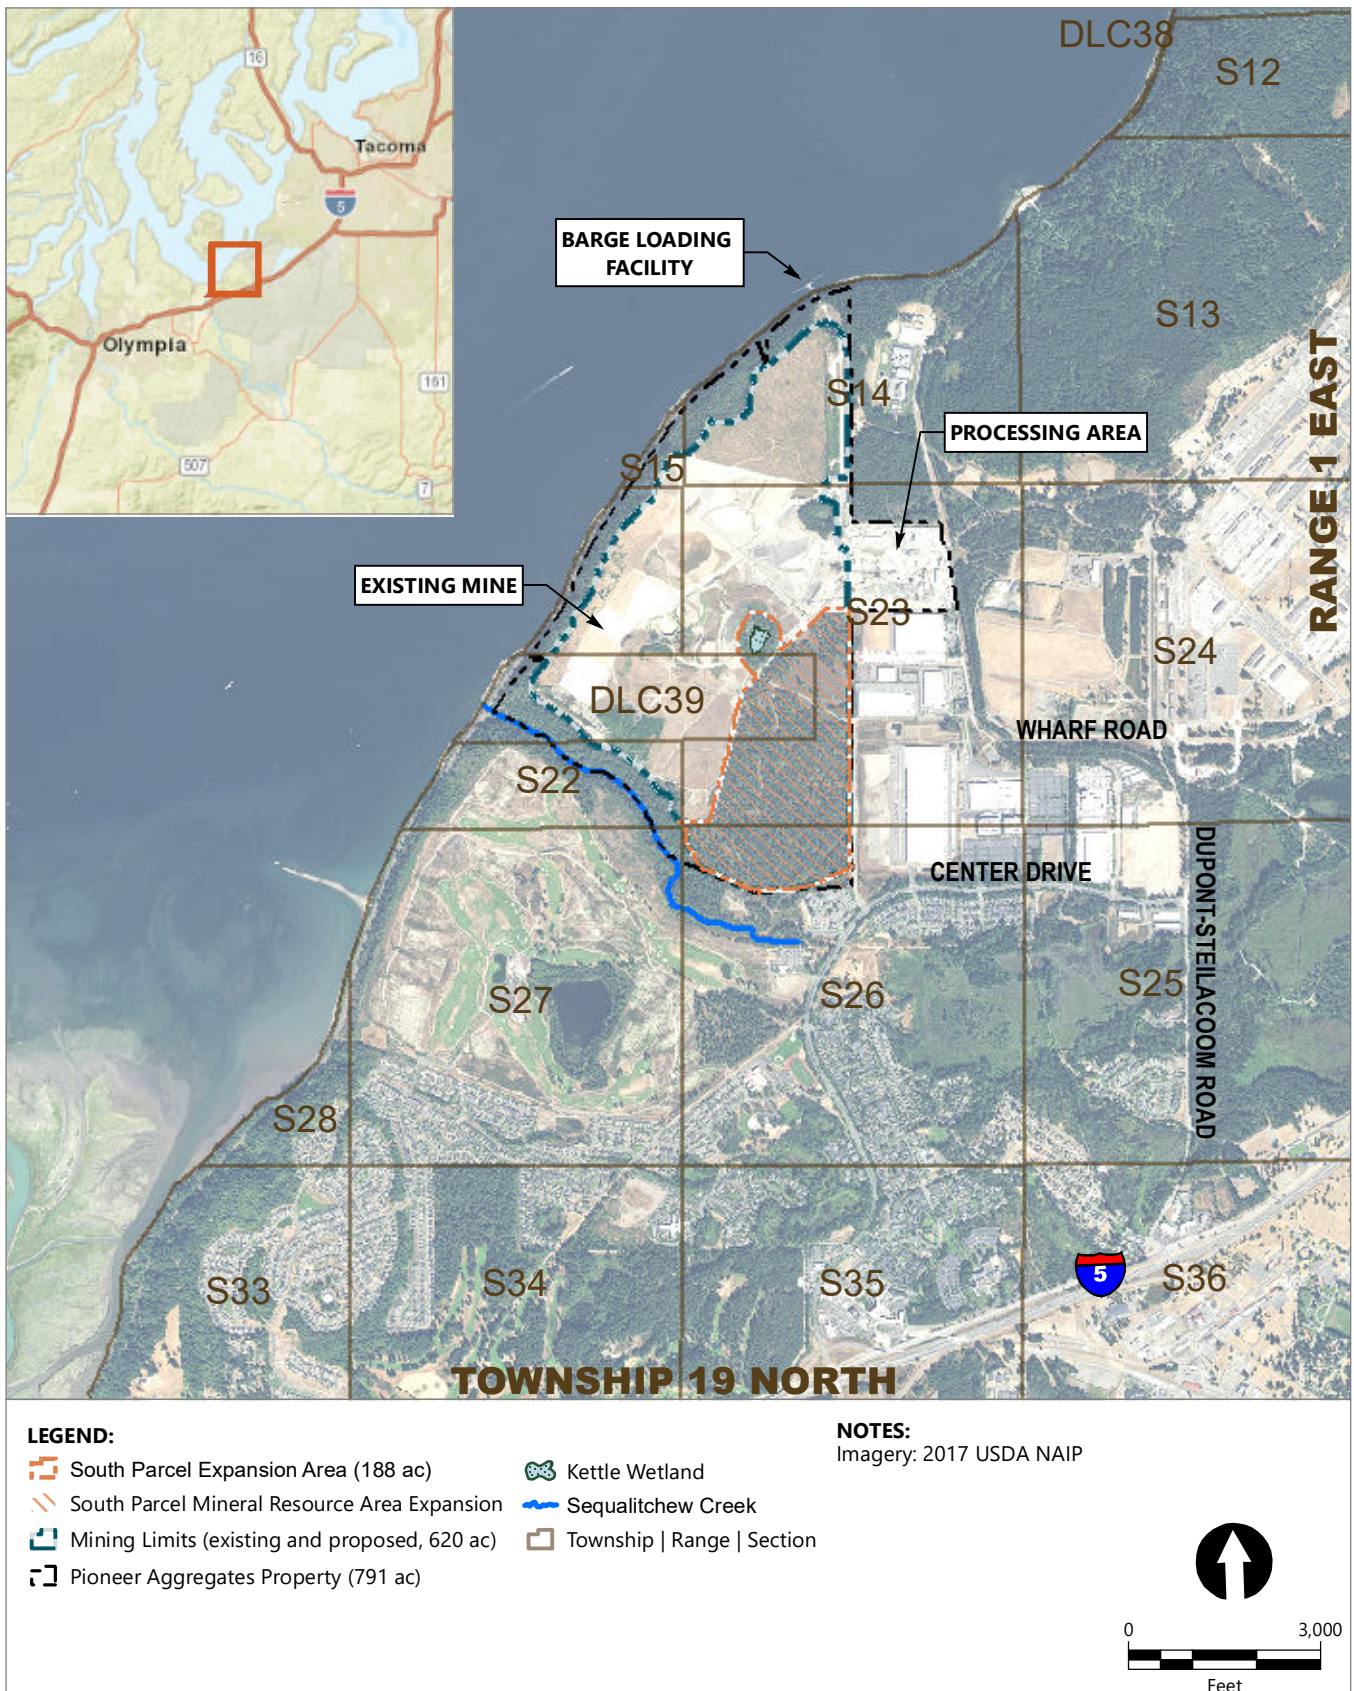 16
Tacoma
5
Olympia
161
507
7
DLC38
S12
BARGE LOADING
FACILITY
S13
RANGE 1 EAST
S14
PROCESSING AREA
S15
EXISTING MINE
S23
S24
DLC39
WHARF ROAD
S22
CENTER DRIVE
DUPONT-STEILACOOM ROAD
S25
S26
S27
S28
S33
S34
S35
5
S36
TOWNSHIP 19 NORTH
LEGEND:
South Parcel Expansion Area (188 ac)
South Parcel Mineral Resource Area Expansion
Mining Limits (existing and proposed, 620 ac)
Pioneer Aggregates Property (791 ac)
Kettle Wetland
Sequalitchew Creek
Township | Range | Section
NOTES:
Imagery: 2017 USDA NAIP
0 3,000
Feet